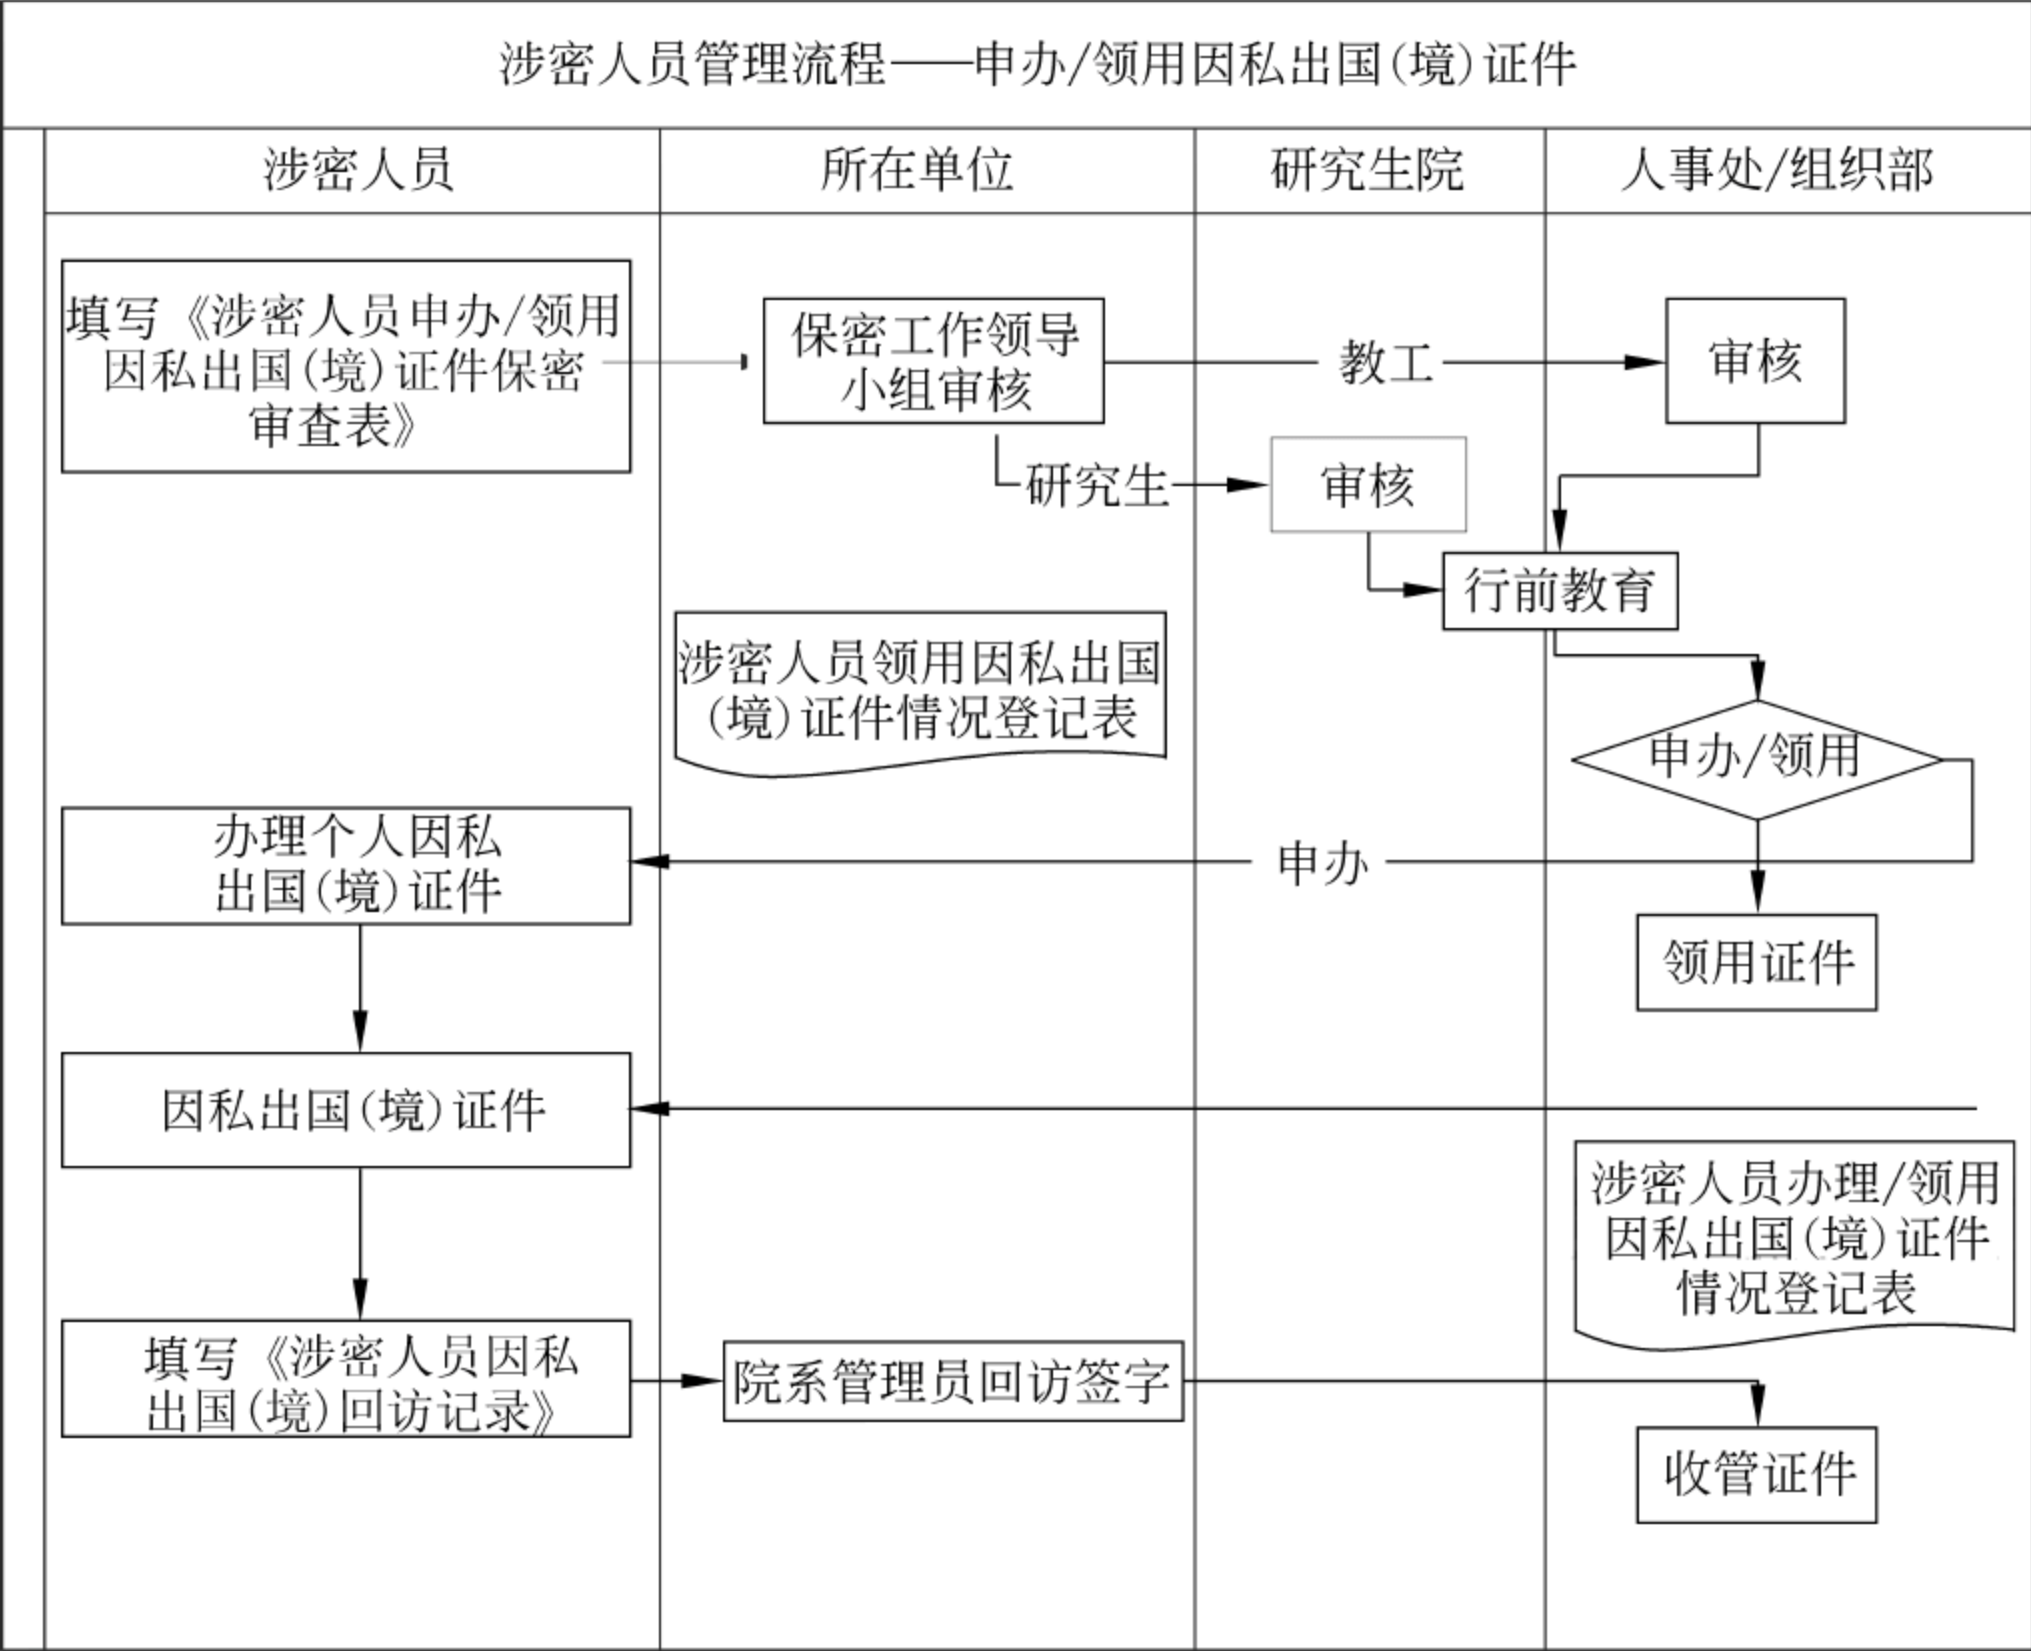 涉密人员管理流程——申办/领用因私出国(境)证件
涉密人员
所在单位
研究生院
人事处/组织部
填写《涉密人员申办/领用
因私出国(境)证件保密
审查表》
保密工作领导
小组审核
教工
审核
研究生
审核
行前教育
涉密人员领用因私出国
(境)证件情况登记表
申办/领用
办理个人因私
出国(境)证件
申办
领用证件
因私出国(境)证件
涉密人员办理/领用
因私出国(境)证件
情况登记表
填写《涉密人员因私
出国(境)回访记录》
院系管理员回访签字
收管证件